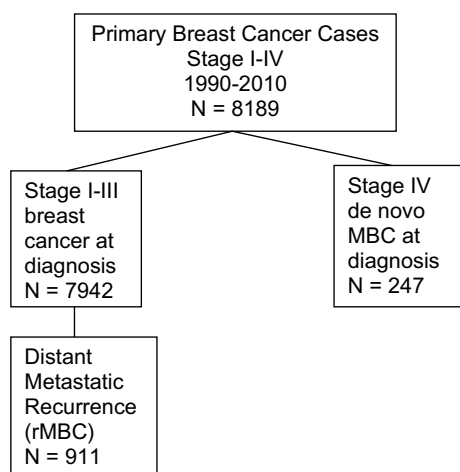 Primary Breast Cancer Cases
Stage I-IV
1990-2010
N = 8189
Stage I-III
breast
cancer at
diagnosis
N = 7942
Stage IV
de novo
MBC at
diagnosis
N = 247
Distant
Metastatic
Recurrence
(rMBC)
N = 911